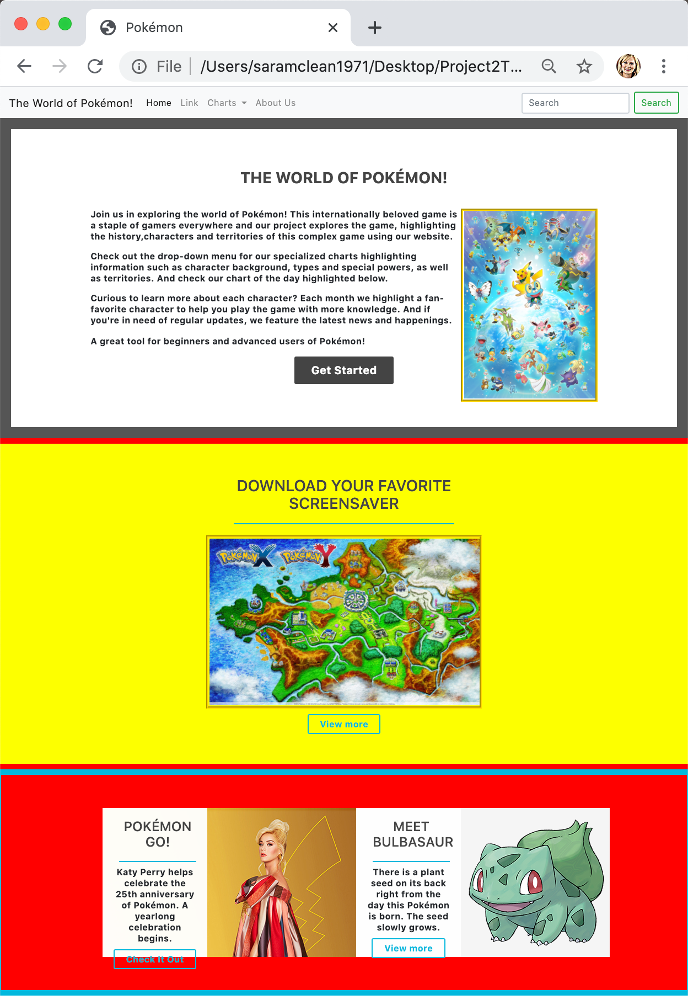 Pokémon
File
/Users/saramclean1971/Desktop/Project2T...
The World of Pokémon! Home Link Charts About Us Search Search
THE WORLD OF POKÉMON!
Join us in exploring the world of Pokémon! This internationally beloved game is
a staple of gamers everywhere and our project explores the game, highlighting
the history,characters and territories of this complex game using our website.
Check out the drop-down menu for our specialized charts highlighting
information such as character background, types and special powers, as well
as territories. And check our chart of the day highlighted below.
Curious to learn more about each character? Each month we highlight a fan-
favorite character to help you play the game with more knowledge. And if
you're in need of regular updates, we feature the latest news and happenings.
A great tool for beginners and advanced users of Pokémon!
Get Started
DOWNLOAD YOUR FAVORITE
SCREENSAVER
POKéMON X POKéMON Y
View more
POKÉMON
GO!
Katy Perry helps
celebrate the
25th anniversary
of Pokémon. A
yearlong
celebration
begins.
Check It Out
MEET
BULBASAUR
There is a plant
seed on its back
right from the
day this Pokémon
is born. The seed
slowly grows.
View more